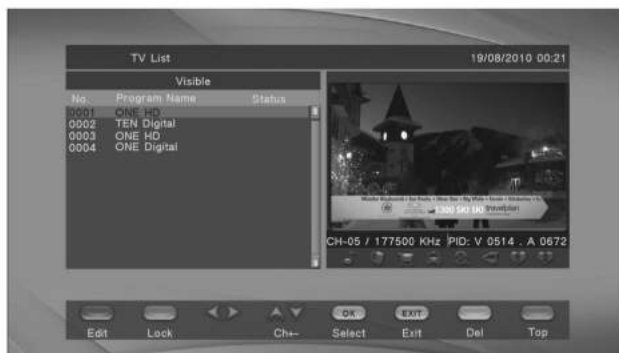 TV List 19/08/2010 00:21
Visible
No. Program Name Status
0001 ONE HD
0002 TEN Digital
0003 ONE HD
0004 ONE Digital
1300 SKI SKI travelplan
CH-05 / 177500 KHz PID: V 0514 . A 0672
OK EXIT
Edit Lock Ch+- Select Exit Del Top